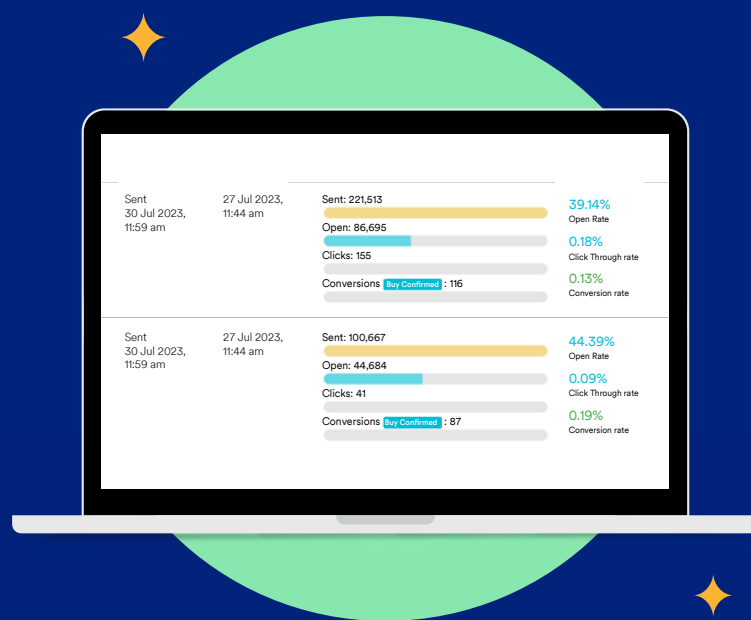 Sent
30 Jul 2023,
11:59 am
27 Jul 2023,
11:44 am
Sent: 221,513
Open: 86,695
Clicks: 155
Conversions Buy Confirmed : 116
39.14%
Open Rate
0.18%
Click Through rate
0.13%
Conversion rate
Sent
30 Jul 2023,
11:59 am
27 Jul 2023,
11:44 am
Sent: 100,667
Open: 44,684
Clicks: 41
Conversions Buy Confirmed : 87
44.39%
Open Rate
0.09%
Click Through rate
0.19%
Conversion rate